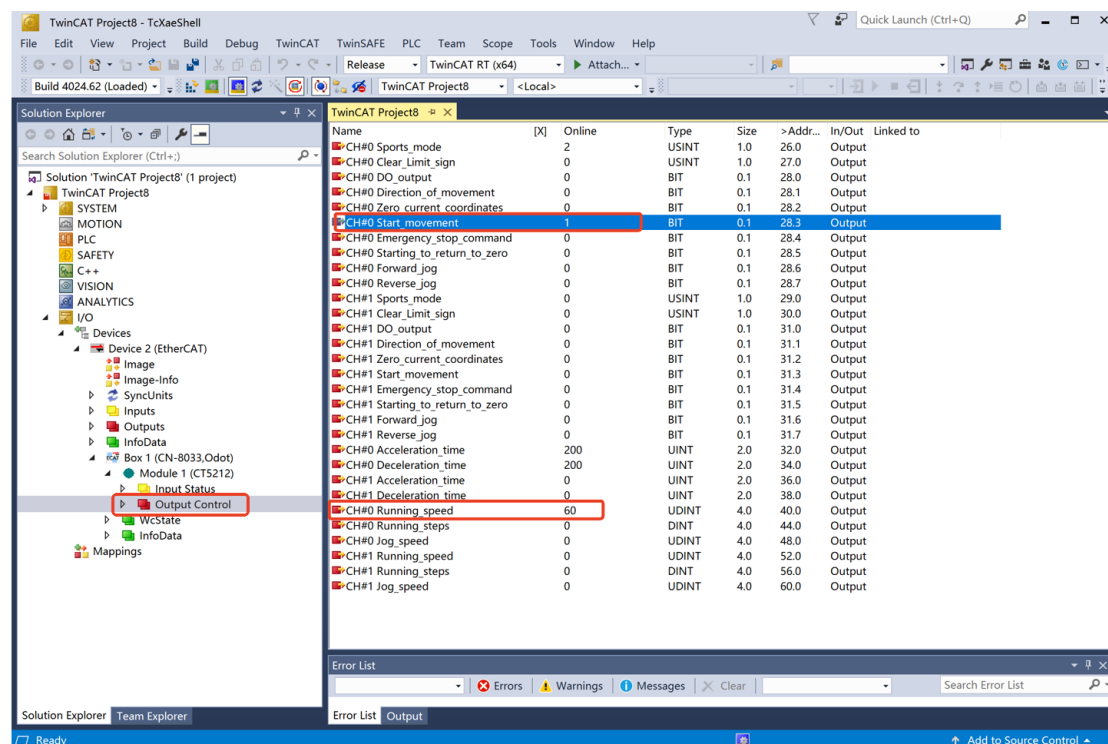 TwinCAT Project8 - TcXaeShell
Quick Launch (Ctrl+Q)
File Edit View Project Build Debug TwinCAT TwinSAFE PLC Team Scope Tools Window Help
Release TwinCAT RT (x64) Attach...
Build 4024.62 (Loaded) TwinCAT Project8 <Local>
Solution Explorer
Search Solution Explorer (Ctrl+;)
Solution 'TwinCAT Project8' (1 project)
TwinCAT Project8
SYSTEM
MOTION
PLC
SAFETY
C++
VISION
ANALYTICS
I/O
Devices
Device 2 (EtherCAT)
Image
Image-Info
SyncUnits
Inputs
Outputs
InfoData
Box 1 (CN-8033,Odot)
Module 1 (CT5212)
Input Status
Output Control
WcState
InfoData
Mappings
Solution Explorer Team Explorer
TwinCAT Project8
Name [X] Online Type Size >Addr... In/Out Linked to
CH#0 Sports_mode 2 USINT 1.0 26.0 Output
CH#0 Clear_Limit_sign 0 USINT 1.0 27.0 Output
CH#0 DO_output 0 BIT 0.1 28.0 Output
CH#0 Direction_of_movement 0 BIT 0.1 28.1 Output
CH#0 Zero_current_coordinates 0 BIT 0.1 28.2 Output
CH#0 Start_movement 1 BIT 0.1 28.3 Output
CH#0 Emergency_stop_command 0 BIT 0.1 28.4 Output
CH#0 Starting_to_return_to_zero 0 BIT 0.1 28.5 Output
CH#0 Forward_jog 0 BIT 0.1 28.6 Output
CH#0 Reverse_jog 0 BIT 0.1 28.7 Output
CH#1 Sports_mode 0 USINT 1.0 29.0 Output
CH#1 Clear_Limit_sign 0 USINT 1.0 30.0 Output
CH#1 DO_output 0 BIT 0.1 31.0 Output
CH#1 Direction_of_movement 0 BIT 0.1 31.1 Output
CH#1 Zero_current_coordinates 0 BIT 0.1 31.2 Output
CH#1 Start_movement 0 BIT 0.1 31.3 Output
CH#1 Emergency_stop_command 0 BIT 0.1 31.4 Output
CH#1 Starting_to_return_to_zero 0 BIT 0.1 31.5 Output
CH#1 Forward_jog 0 BIT 0.1 31.6 Output
CH#1 Reverse_jog 0 BIT 0.1 31.7 Output
CH#0 Acceleration_time 200 UINT 2.0 32.0 Output
CH#0 Deceleration_time 200 UINT 2.0 34.0 Output
CH#1 Acceleration_time 0 UINT 2.0 36.0 Output
CH#1 Deceleration_time 0 UINT 2.0 38.0 Output
CH#0 Running_speed 60 UDINT 4.0 40.0 Output
CH#0 Running_steps 0 DINT 4.0 44.0 Output
CH#0 Jog_speed 0 UDINT 4.0 48.0 Output
CH#1 Running_speed 0 UDINT 4.0 52.0 Output
CH#1 Running_steps 0 DINT 4.0 56.0 Output
CH#1 Jog_speed 0 UDINT 4.0 60.0 Output
Error List
Errors Warnings Messages Clear Search Error List
Error List Output
Ready Add to Source Control